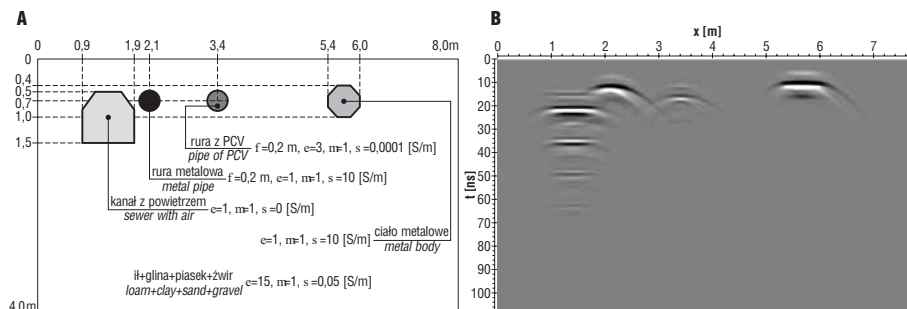 A
0 0,9 1,9 2,1 3,4 5,4 6,0 8,0m
0
0,4
0,5
0,7
1,0
1,5
4,0m
rura z PCV
pipe of PCV
f=0,2 m, e=3, m=1, s=0,0001 [S/m]
rura metalowa
metal pipe
f=0,2 m, e=1, m=1, s=10 [S/m]
kanał z powietrzem
sewer with air
e=1, m=1, s=0 [S/m]
e=1, m=1, s=10 [S/m]
ciało metalowe
metal body
ił+glina+piasek+żwir
loam+clay+sand+gravel
e=15, m=1, s=0,05 [S/m]
B
x [m]
0 1 2 3 4 5 6 7
t [ns]
0
10
20
30
40
50
60
70
80
90
100